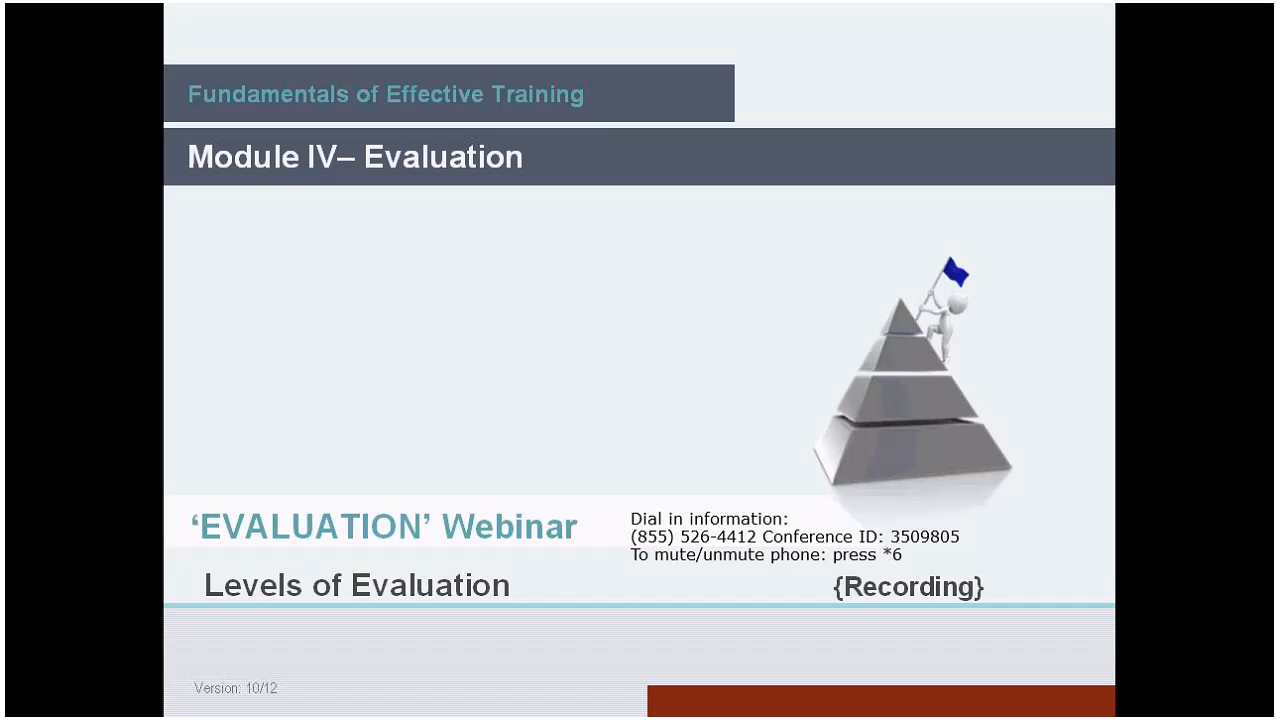 Fundamentals of Effective Training
Module IV– Evaluation
‘EVALUATION’ Webinar
Dial in information:
(855) 526-4412 Conference ID: 3509805
To mute/unmute phone: press *6
Levels of Evaluation
{Recording}
Version: 10/12